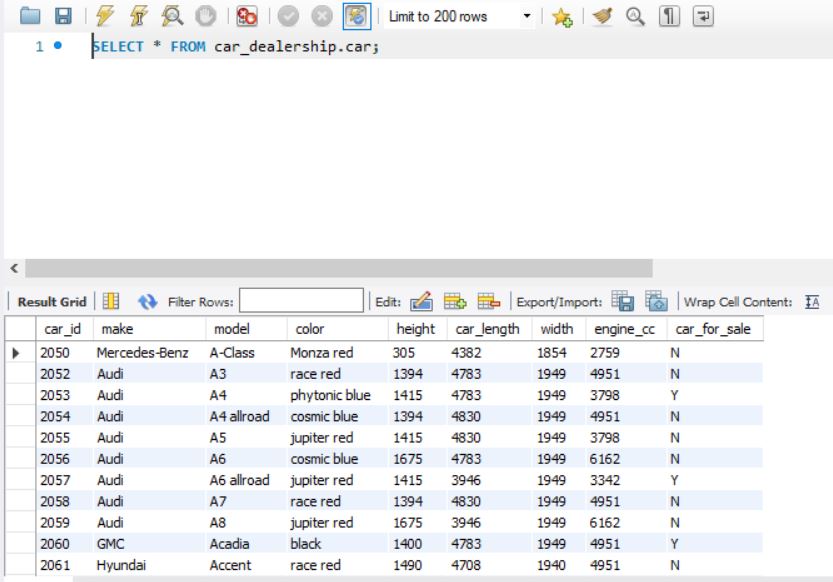 Limit to 200 rows
1 SELECT * FROM car_dealership.car;
Result Grid Filter Rows: Edit: Export/Import: Wrap Cell Content:
car_id make model color height car_length width engine_cc car_for_sale
2050 Mercedes-Benz A-Class Monza red 305 4382 1854 2759 N
2052 Audi A3 race red 1394 4783 1949 4951 N
2053 Audi A4 phytonic blue 1415 4783 1949 3798 Y
2054 Audi A4 allroad cosmic blue 1394 4830 1949 4951 N
2055 Audi A5 jupiter red 1415 4830 1949 3798 N
2056 Audi A6 cosmic blue 1675 4783 1949 6162 N
2057 Audi A6 allroad jupiter red 1415 3946 1949 3342 Y
2058 Audi A7 race red 1394 4830 1949 4951 N
2059 Audi A8 jupiter red 1675 3946 1949 6162 N
2060 GMC Acadia black 1400 4783 1949 4951 Y
2061 Hyundai Accent race red 1490 4708 1940 4951 N